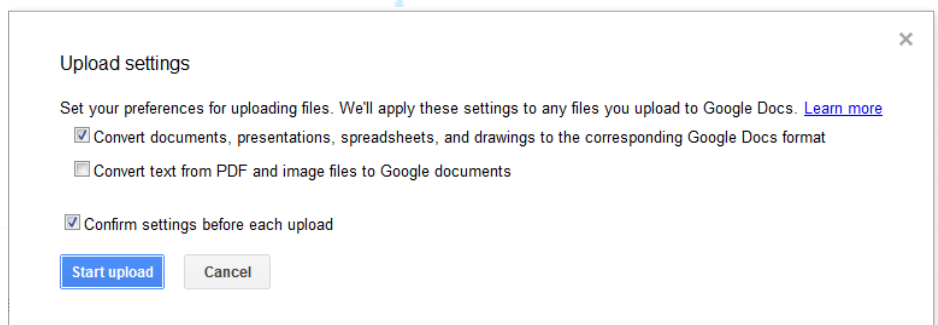 Upload settings
Set your preferences for uploading files. We'll apply these settings to any files you upload to Google Docs. Learn more
Convert documents, presentations, spreadsheets, and drawings to the corresponding Google Docs format
Convert text from PDF and image files to Google documents
Confirm settings before each upload
Start upload Cancel